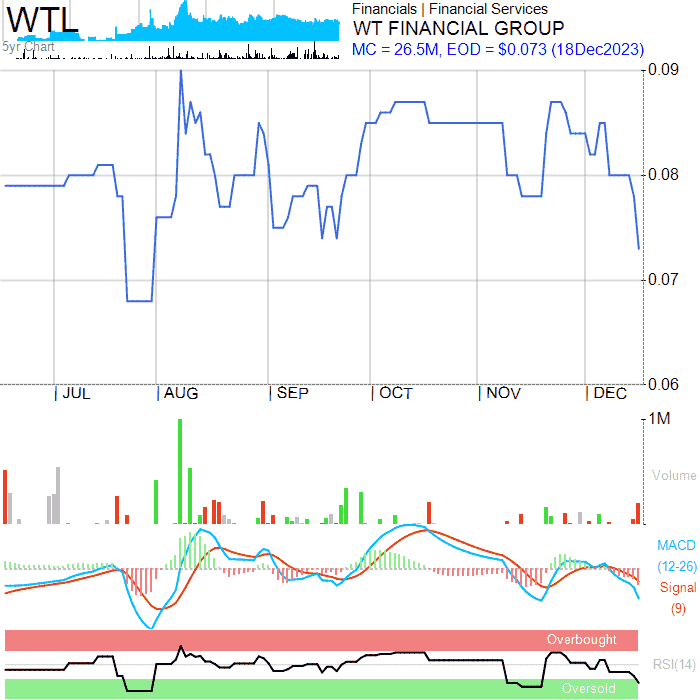 WTL
5yr Chart
Financials | Financial Services
WT FINANCIAL GROUP
MC = 26.5M, EOD = $0.073 (18Dec2023)
0.09
0.08
0.07
0.06
JUL AUG SEP OCT NOV DEC
1M
Volume
MACD
(12-26)
Signal
(9)
Overbought
RSI(14)
Oversold